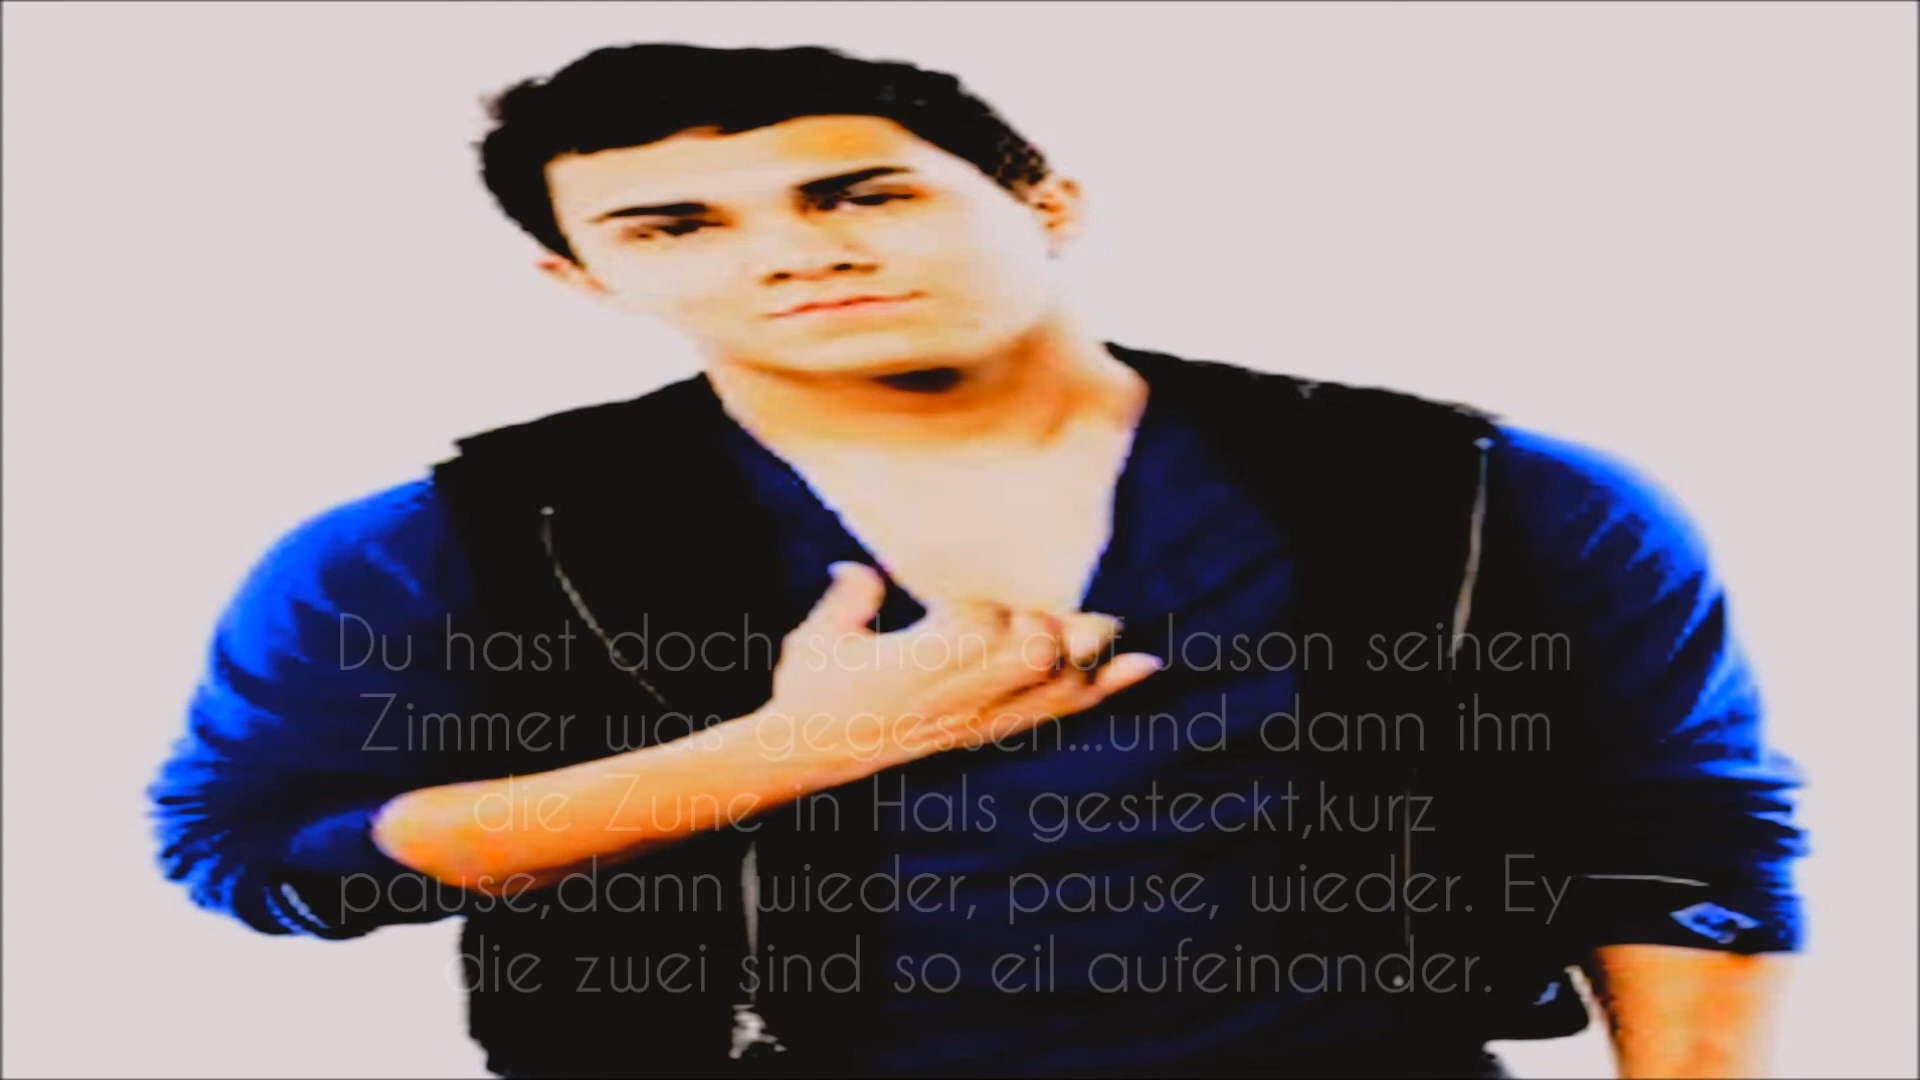 Du hast doch schon auf Jason seinem
Zimmer was gegessen...und dann ihm
die Zune in Hals gesteckt,kurz
pause,dann wieder, pause, wieder. Ey
die zwei sind so eil aufeinander.